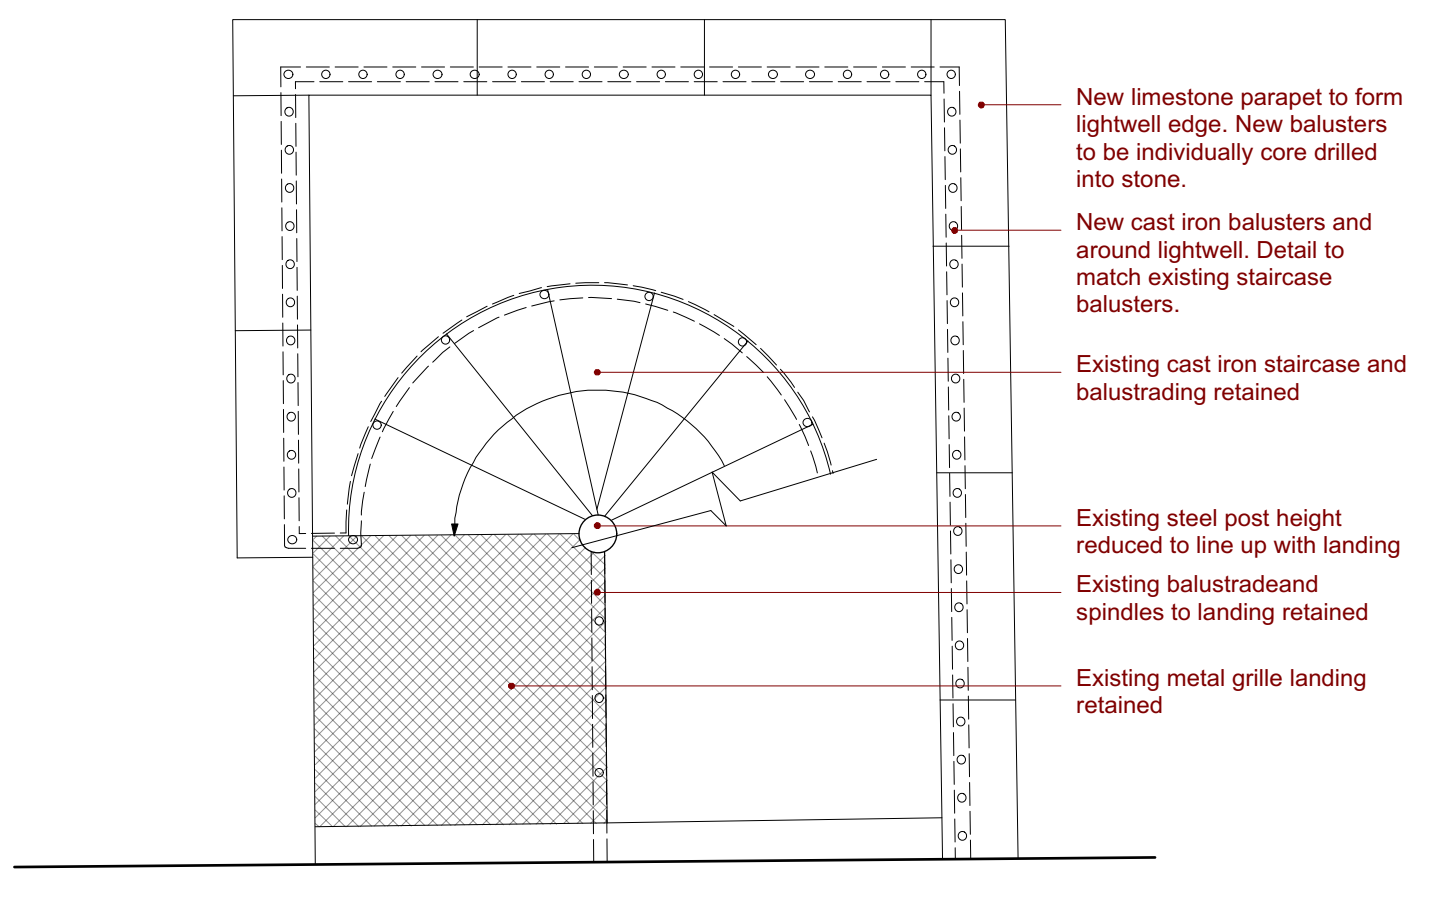 New limestone parapet to form
lightwell edge. New balusters
to be individually core drilled
into stone.
New cast iron balusters and
around lightwell. Detail to
match existing staircase
balusters.
Existing cast iron staircase and
balustrading retained
Existing steel post height
reduced to line up with landing
Existing balustradeand
spindles to landing retained
Existing metal grille landing
retained